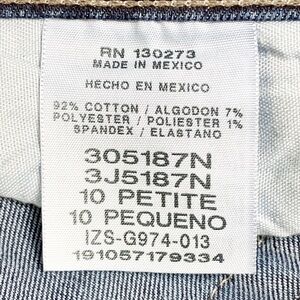 RN 130273
MADE IN MEXICO
HECHO EN MEXICO
92% COTTON / ALGODON 7%
POLYESTER / POLIESTER 1%
SPANDEX / ELASTANO
305187N
3J5187N
10 PETITE
10 PEQUENO
IZS-G974-013
191057179334